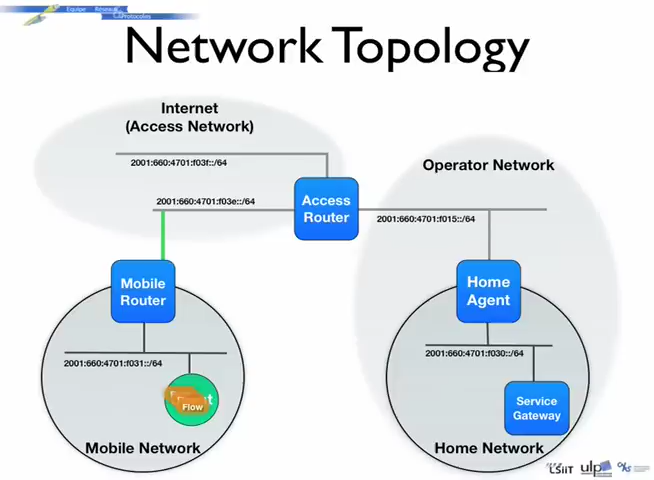 Equipe Réseaux
Protocoles
Network Topology
Internet
(Access Network)
2001:660:4701:f03f::/64
Operator Network
2001:660:4701:f03e::/64
Access
Router
2001:660:4701:f015::/64
Mobile
Router
Home
Agent
2001:660:4701:f031::/64
2001:660:4701:f030::/64
Flow
Service
Gateway
Mobile Network
Home Network
LSiiT
ulp